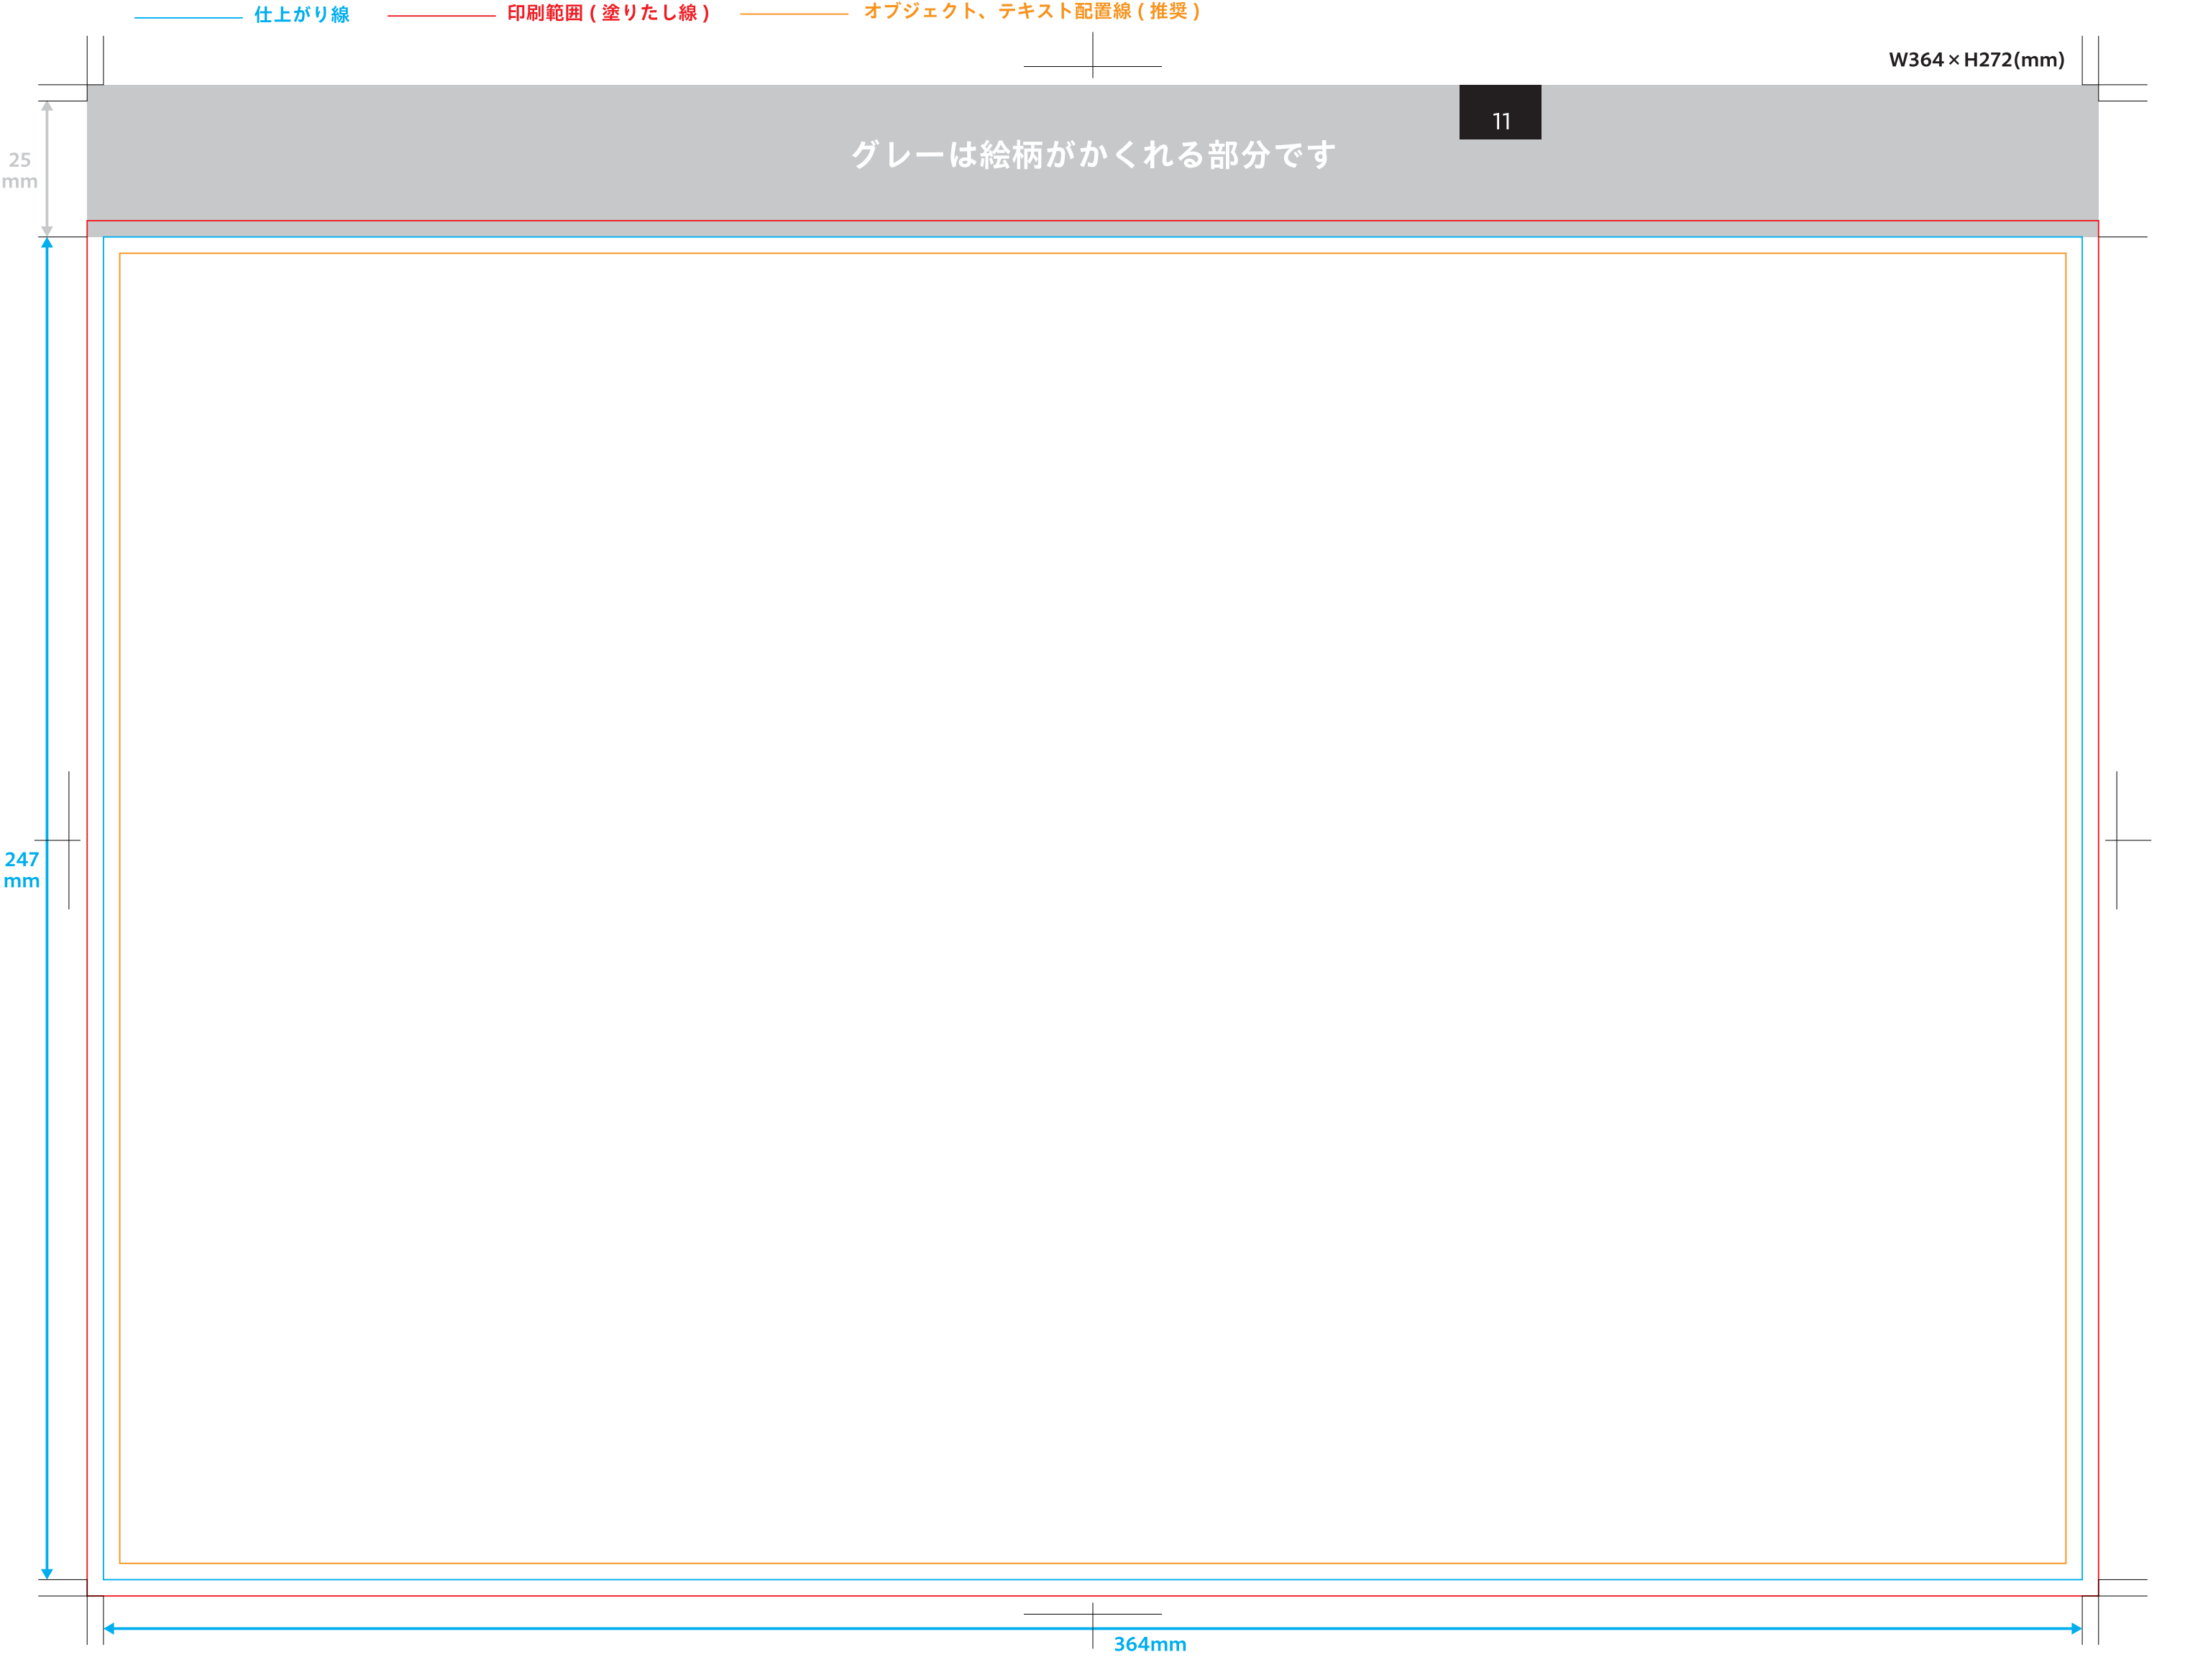 仕上がり線
印刷範囲 ( 塗りたし線 )
オブジェクト、テキスト配置線 ( 推奨 )
W364×H272(mm)
11
グレーは絵柄ががくれる部分です
25
mm
247
mm
364mm